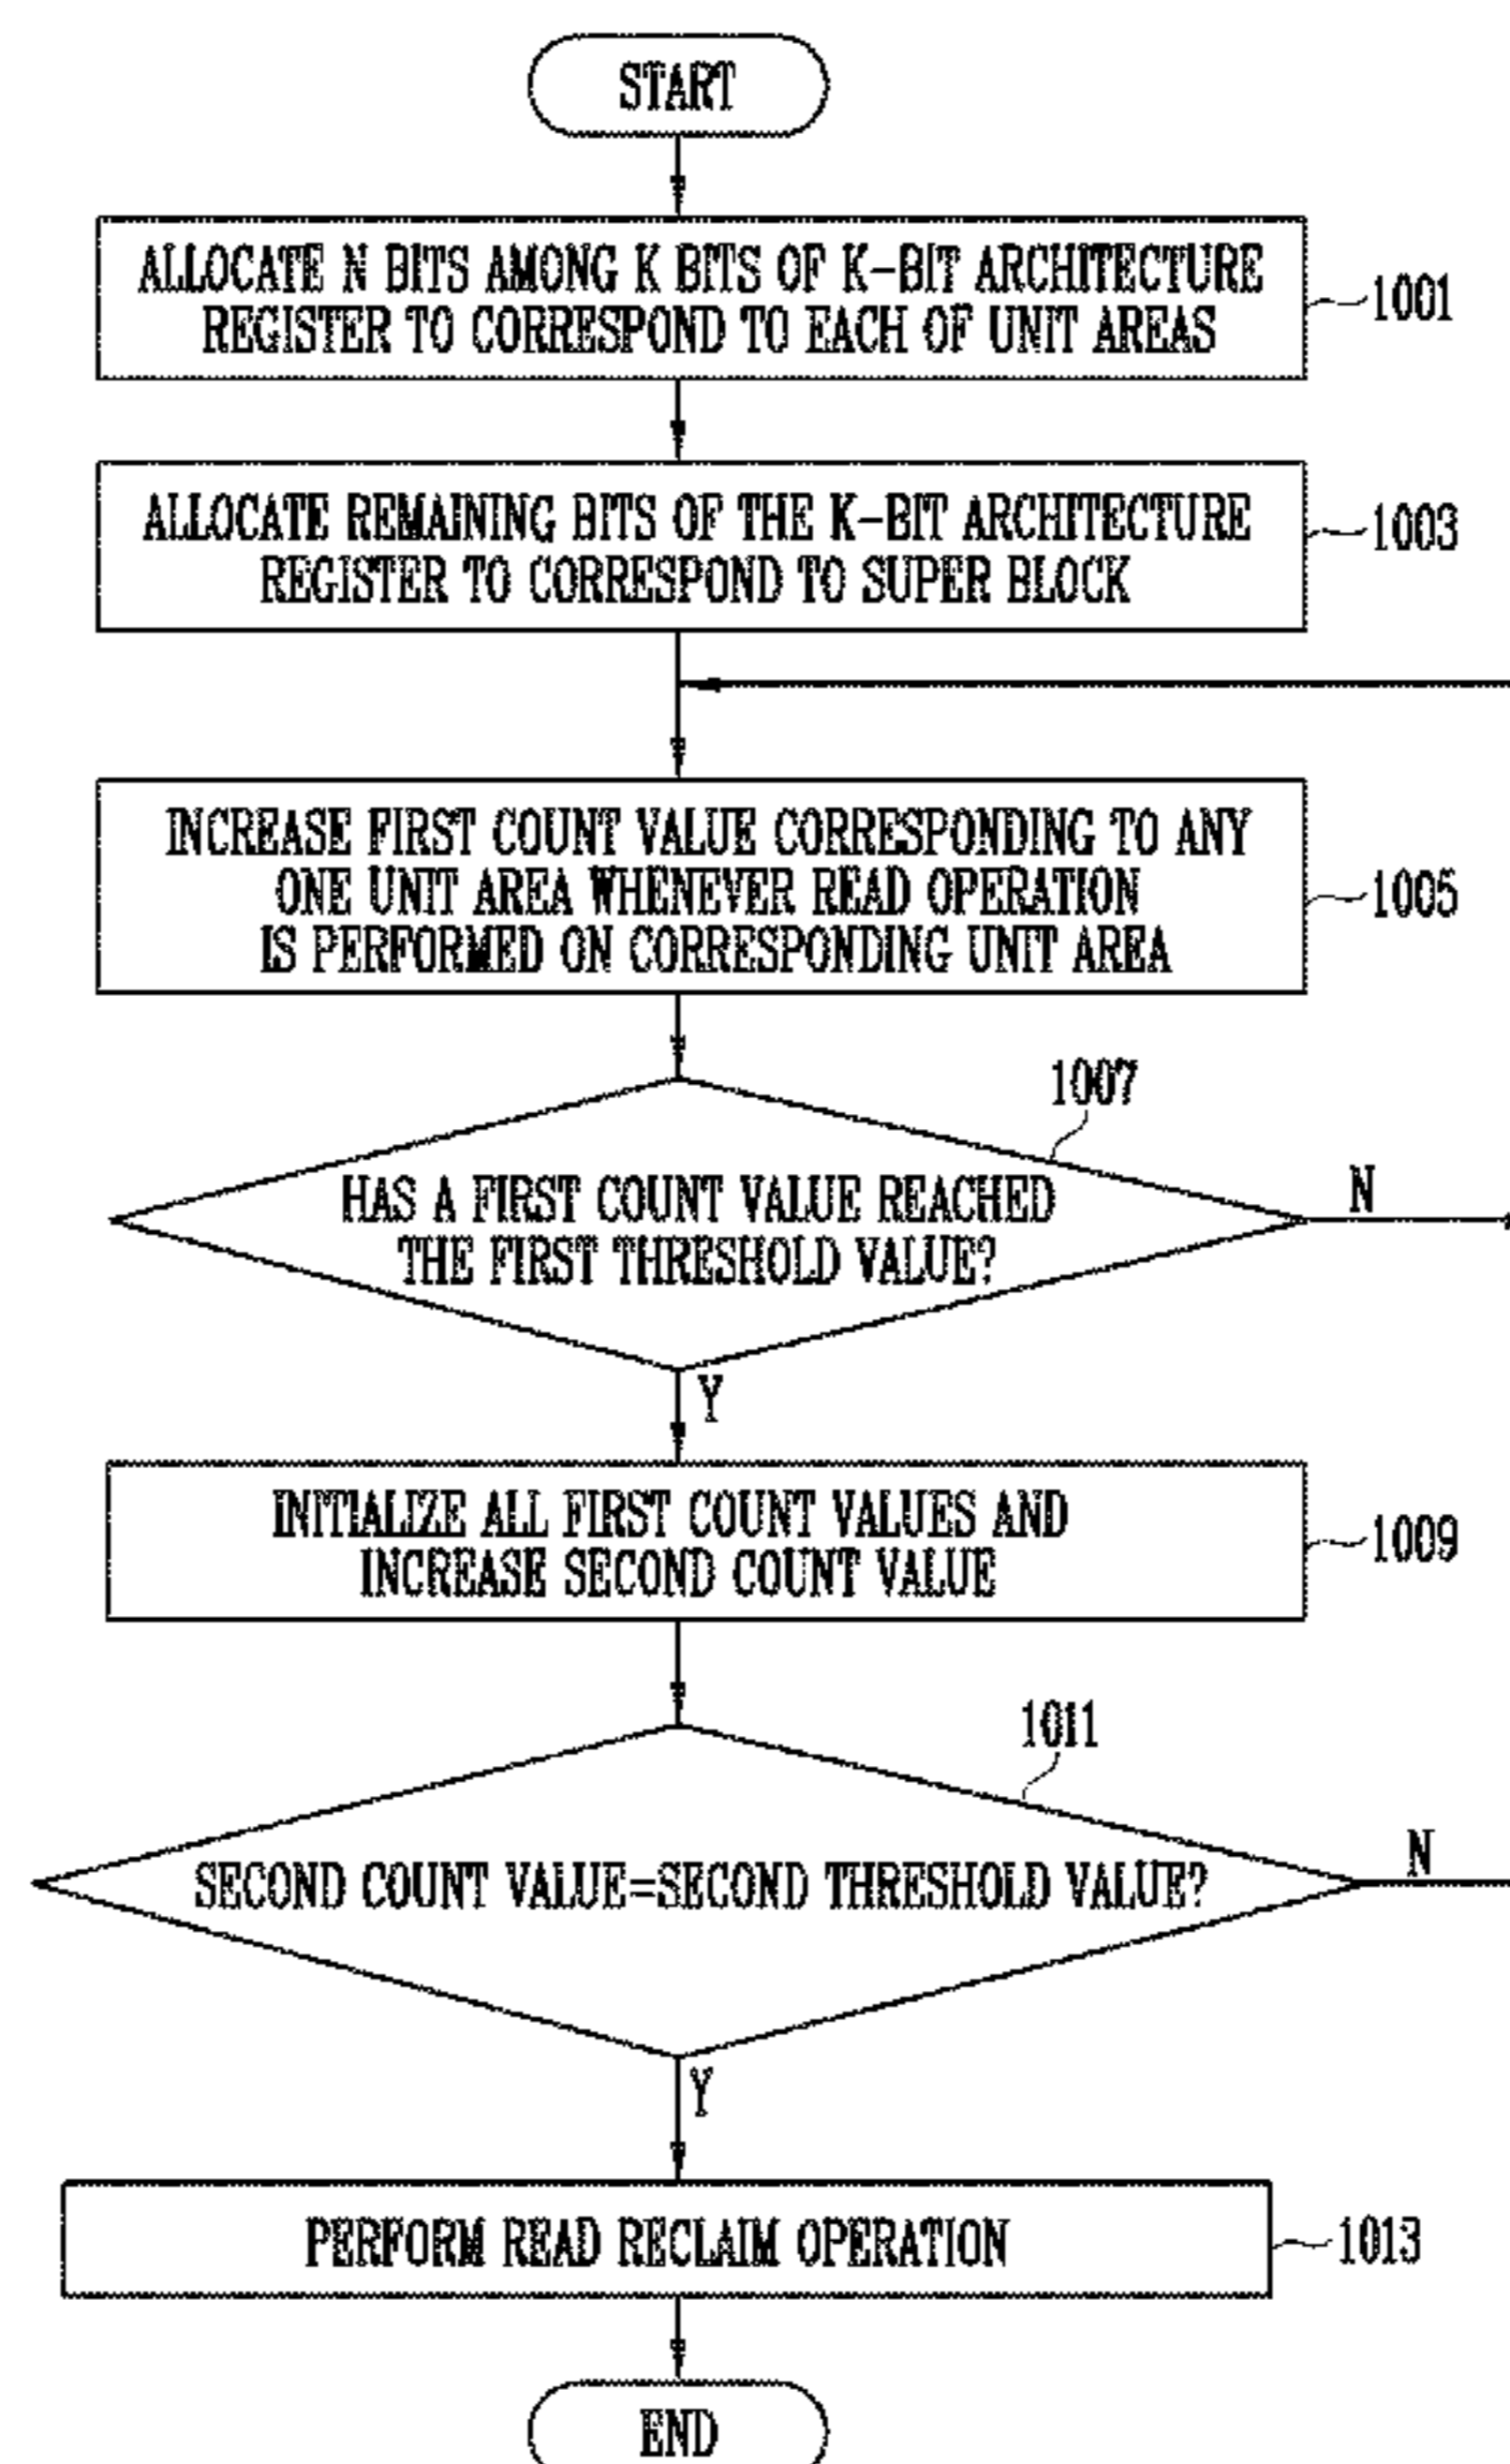 START
ALLOCATE N BITS AMONG K BITS OF K-BIT ARCHITECTURE
REGISTER TO CORRESPOND TO EACH OF UNIT AREAS
1001
ALLOCATE REMAINING BITS OF THE K-BIT ARCHITECTURE
REGISTER TO CORRESPOND TO SUPER BLOCK
1003
INCREASE FIRST COUNT VALUE CORRESPONDING TO ANY
ONE UNIT AREA WHENEVER READ OPERATION
IS PERFORMED ON CORRESPONDING UNIT AREA
1005
1007
HAS A FIRST COUNT VALUE REACHED
THE FIRST THRESHOLD VALUE?
N
Y
INITIALIZE ALL FIRST COUNT VALUES AND
INCREASE SECOND COUNT VALUE
1009
1011
SECOND COUNT VALUE=SECOND THRESHOLD VALUE?
N
Y
PERFORM READ RECLAIM OPERATION
1013
END